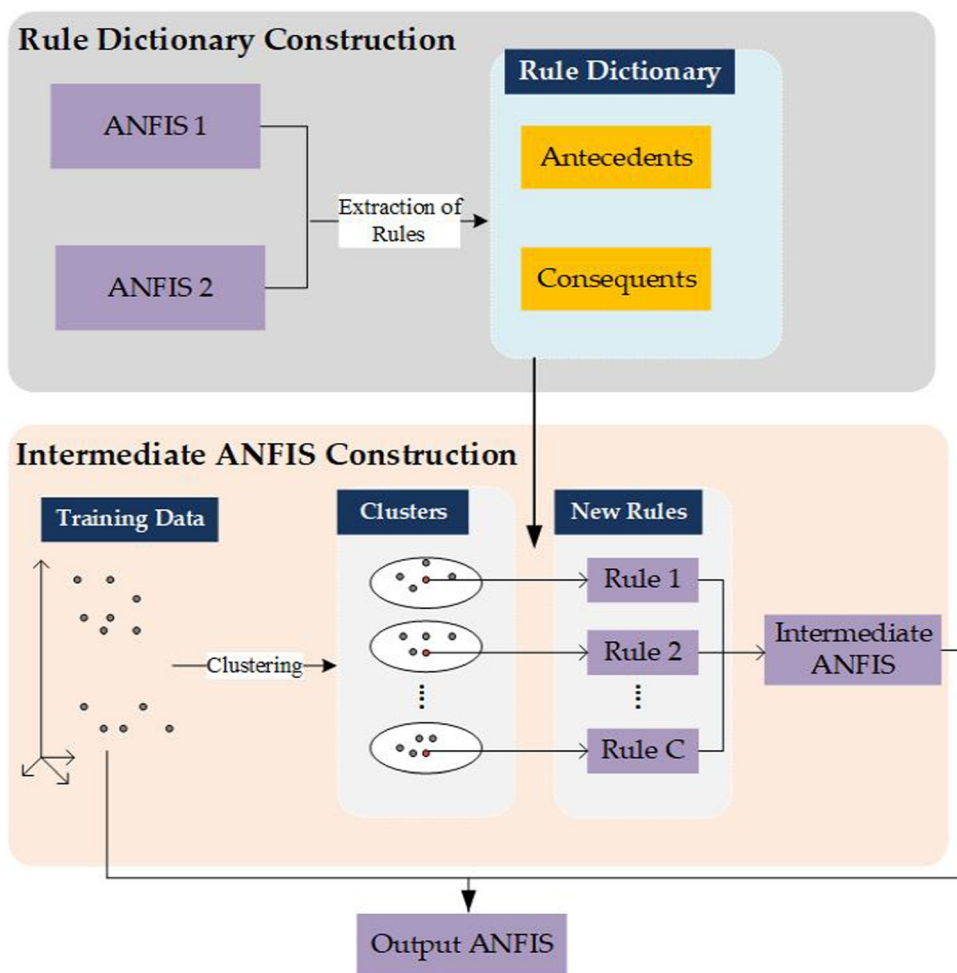 Rule Dictionary Construction
Rule Dictionary
ANFIS 1
Antecedents
Extraction of
Rules
ANFIS 2
Consequents
Intermediate ANFIS Construction
Training Data
Clusters
New Rules
Rule 1
Clustering
Rule 2
Intermediate
ANFIS
Rule C
Output ANFIS